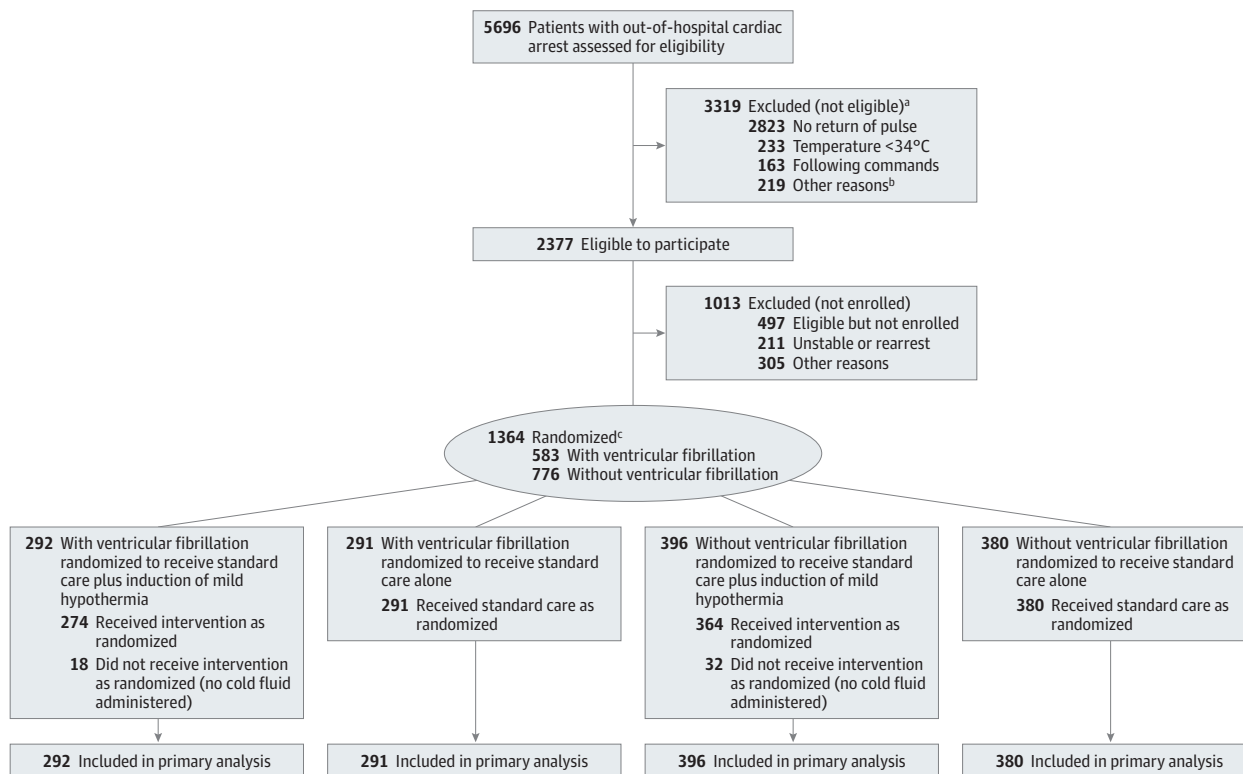 5696 Patients with out-of-hospital cardiac
arrest assessed for eligibility
3319 Excluded (not eligible)ᵃ
2823 No return of pulse
233 Temperature <34°C
163 Following commands
219 Other reasonsᵇ
2377 Eligible to participate
1013 Excluded (not enrolled)
497 Eligible but not enrolled
211 Unstable or rearrest
305 Other reasons
1364 Randomizedᶜ
583 With ventricular fibrillation
776 Without ventricular fibrillation
292 With ventricular fibrillation
randomized to receive standard
care plus induction of mild
hypothermia
274 Received intervention as
randomized
18 Did not receive intervention
as randomized (no cold fluid
administered)
291 With ventricular fibrillation
randomized to receive standard
care alone
291 Received standard care as
randomized
396 Without ventricular fibrillation
randomized to receive standard
care plus induction of mild
hypothermia
364 Received intervention as
randomized
32 Did not receive intervention
as randomized (no cold fluid
administered)
380 Without ventricular fibrillation
randomized to receive standard
care alone
380 Received standard care as
randomized
292 Included in primary analysis
291 Included in primary analysis
396 Included in primary analysis
380 Included in primary analysis